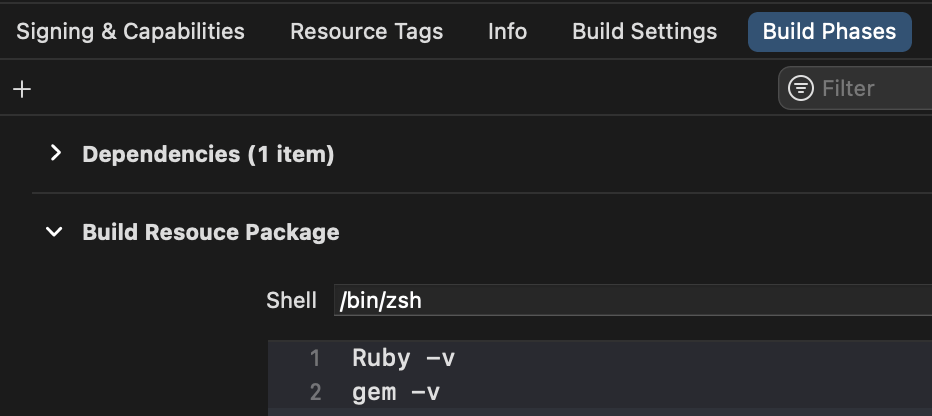 Signing & Capabilities Resource Tags Info Build Settings Build Phases
+ Filter
Dependencies (1 item)
Build Resouce Package
Shell /bin/zsh
1 Ruby -v
2 gem -v